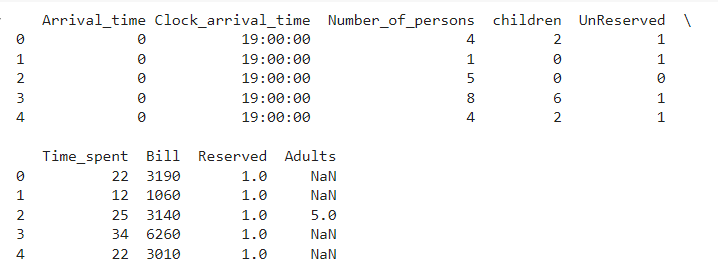 Arrival_time Clock_arrival_time Number_of_persons children UnReserved \
0 0 19:00:00 4 2 1
1 0 19:00:00 1 0 1
2 0 19:00:00 5 0 0
3 0 19:00:00 8 6 1
4 0 19:00:00 4 2 1
Time_spent Bill Reserved Adults
0 22 3190 1.0 NaN
1 12 1060 1.0 NaN
2 25 3140 1.0 5.0
3 34 6260 1.0 NaN
4 22 3010 1.0 NaN